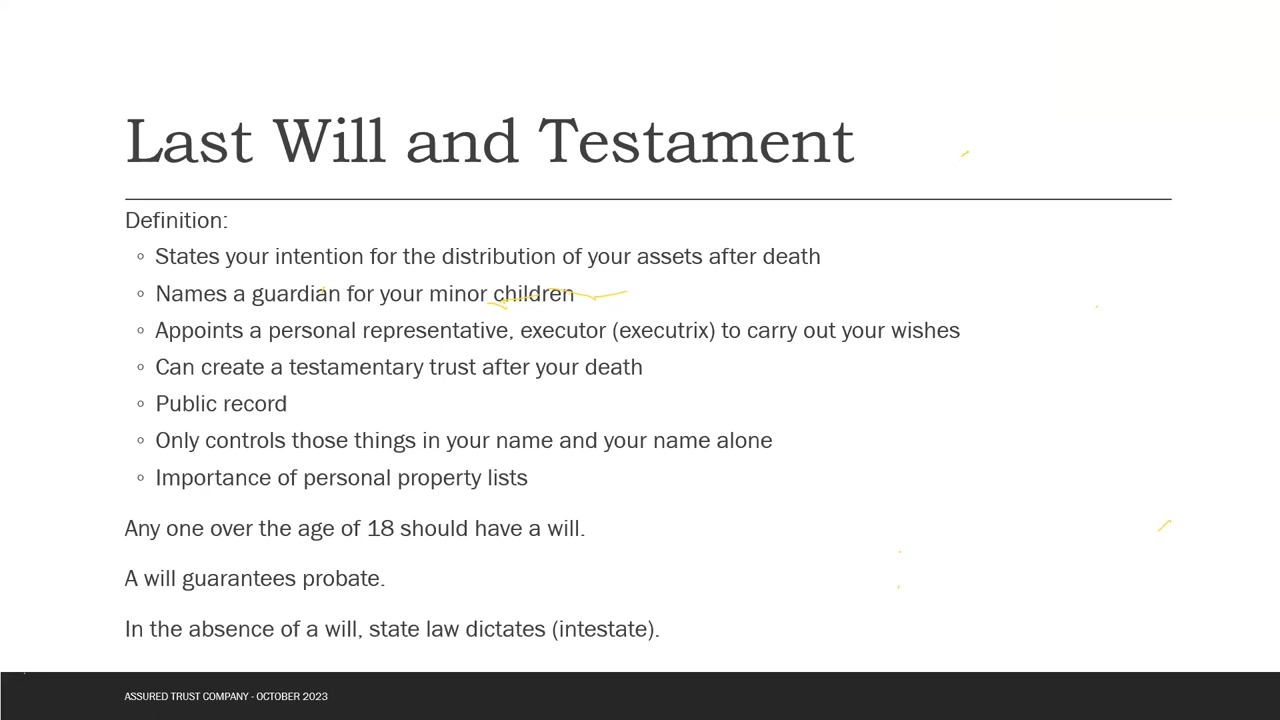 Last Will and Testament
Definition:
◦ States your intention for the distribution of your assets after death
◦ Names a guardian for your minor children
◦ Appoints a personal representative, executor (executrix) to carry out your wishes
◦ Can create a testamentary trust after your death
◦ Public record
◦ Only controls those things in your name and your name alone
◦ Importance of personal property lists
Any one over the age of 18 should have a will.
A will guarantees probate.
In the absence of a will, state law dictates (intestate).
ASSURED TRUST COMPANY - OCTOBER 2023